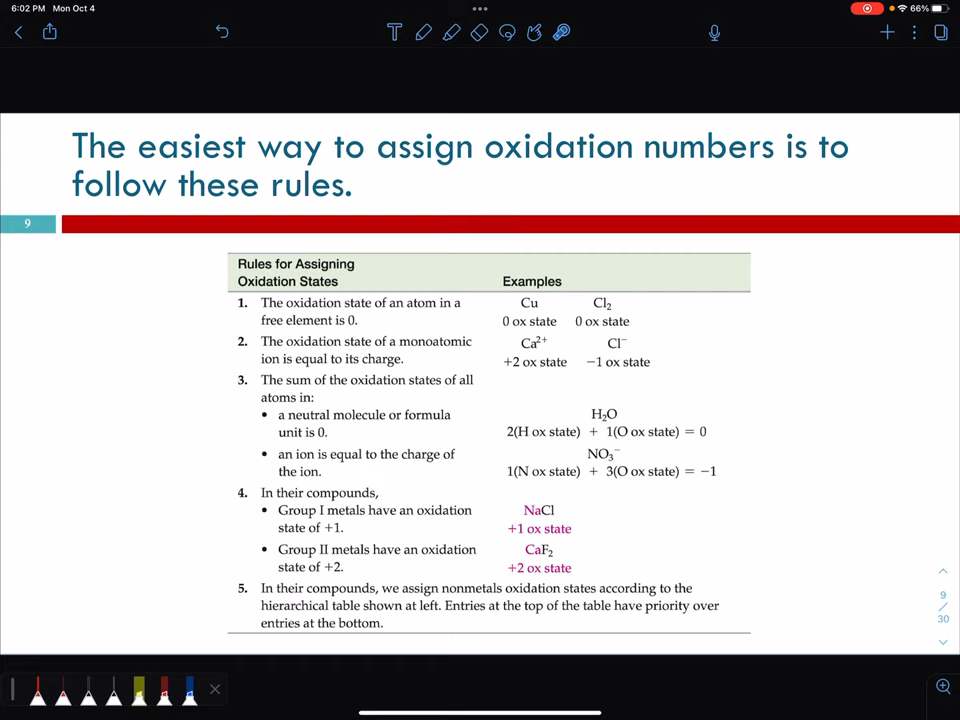 6:02 PM Mon Oct 4
66%
The easiest way to assign oxidation numbers is to
follow these rules.
9
Rules for Assigning
Oxidation States Examples
1. The oxidation state of an atom in a Cu Cl₂
free element is 0. 0 ox state 0 ox state
2. The oxidation state of a monoatomic Ca²⁺ Cl⁻
ion is equal to its charge. +2 ox state −1 ox state
3. The sum of the oxidation states of all
atoms in:
• a neutral molecule or formula H₂O
unit is 0. 2(H ox state) + 1(O ox state) = 0
• an ion is equal to the charge of NO₃⁻
the ion. 1(N ox state) + 3(O ox state) = −1
4. In their compounds,
• Group I metals have an oxidation NaCl
state of +1. +1 ox state
• Group II metals have an oxidation CaF₂
state of +2. +2 ox state
5. In their compounds, we assign nonmetals oxidation states according to the
hierarchical table shown at left. Entries at the top of the table have priority over
entries at the bottom.
9
/
30